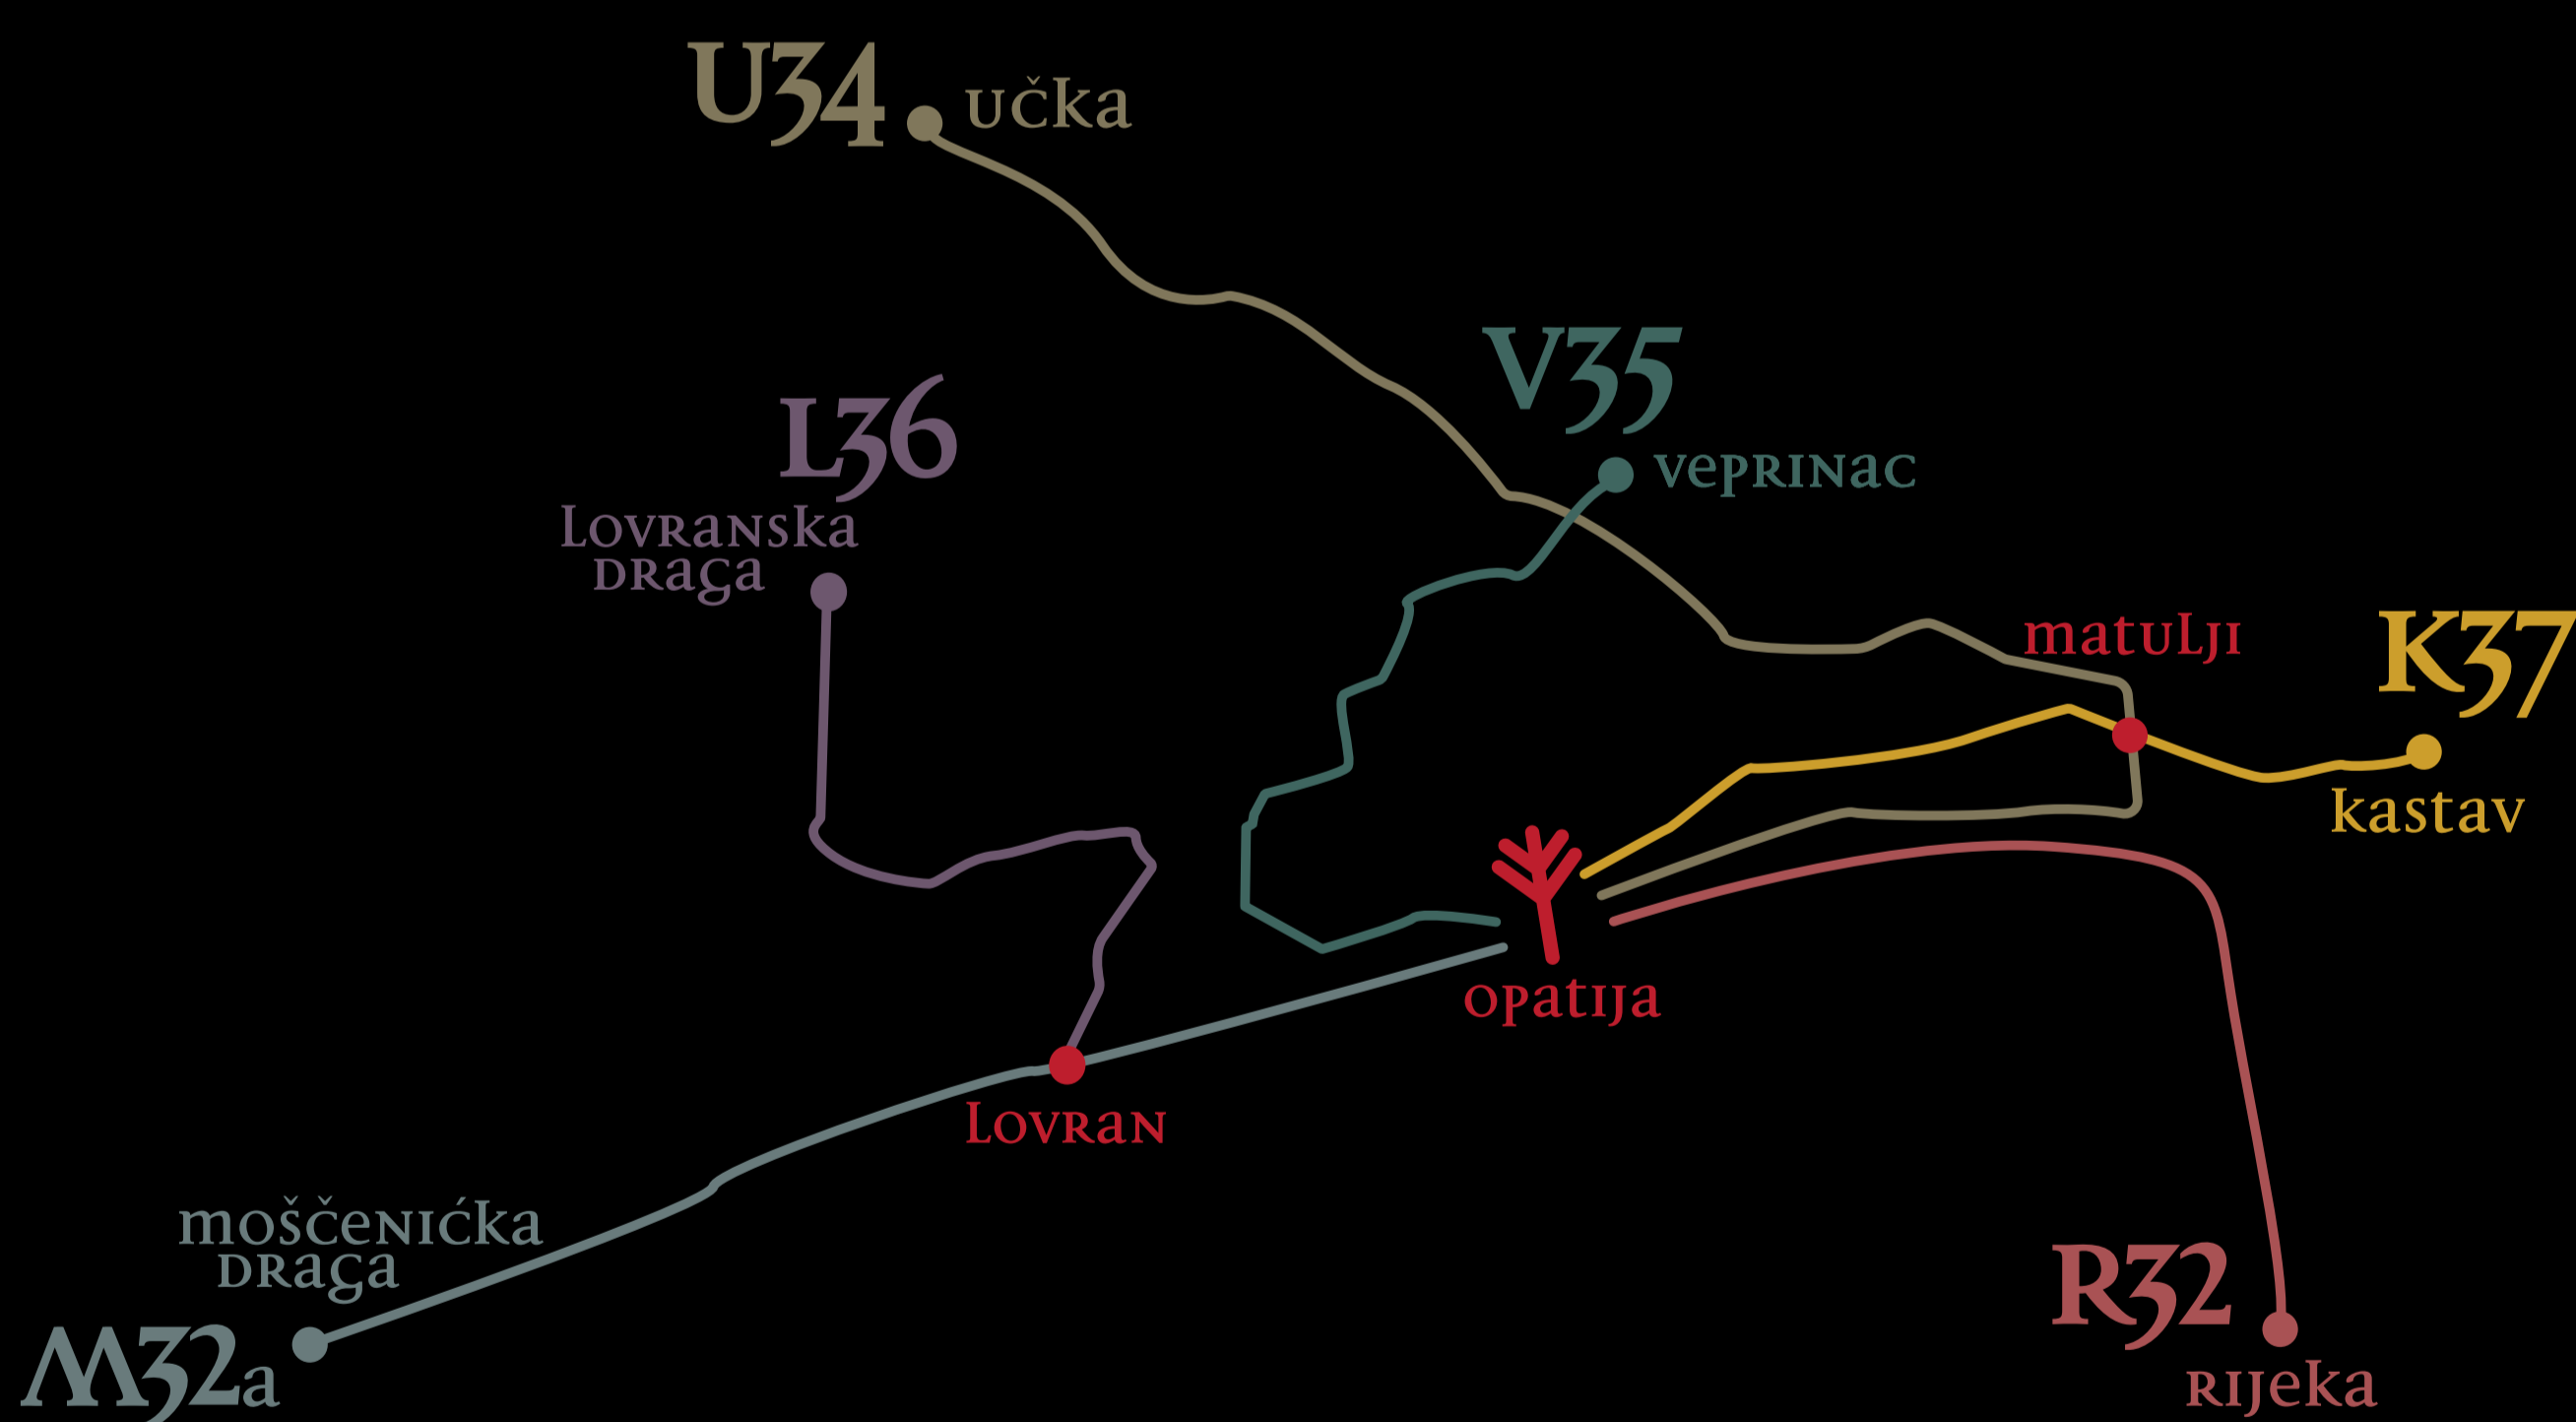 U34
učka
V35
veprinac
L36
Lovranska
draga
matulji
K37
kastav
opatija
Lovran
mošćenićka
draga
M32a
R32
rijeka